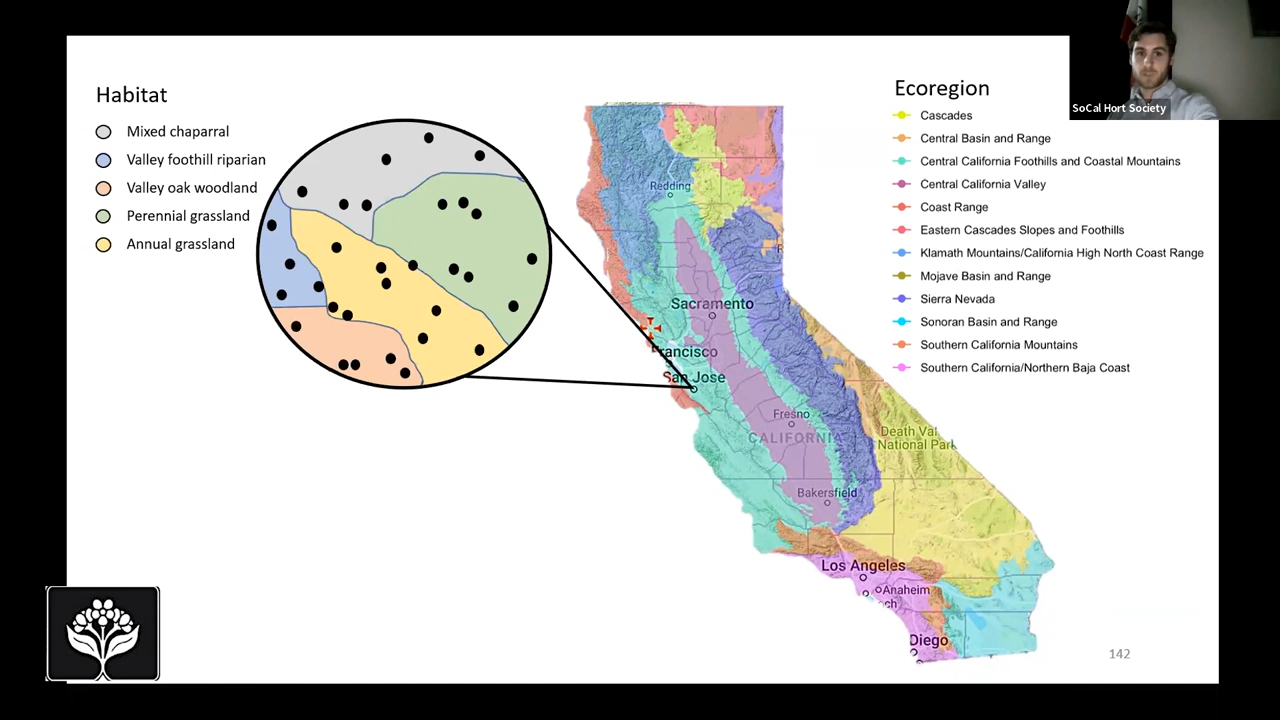 Habitat
Mixed chaparral
Valley foothill riparian
Valley oak woodland
Perennial grassland
Annual grassland
Redding
Sacramento
Francisco
San Jose
Fresno
CALIFORNIA
Death Val
National Park
Bakersfield
Los Angeles
Anaheim
ch
Diego
Ecoregion
Cascades
Central Basin and Range
Central California Foothills and Coastal Mountains
Central California Valley
Coast Range
Eastern Cascades Slopes and Foothills
Klamath Mountains/California High North Coast Range
Mojave Basin and Range
Sierra Nevada
Sonoran Basin and Range
Southern California Mountains
Southern California/Northern Baja Coast
SoCal Hort Society
142